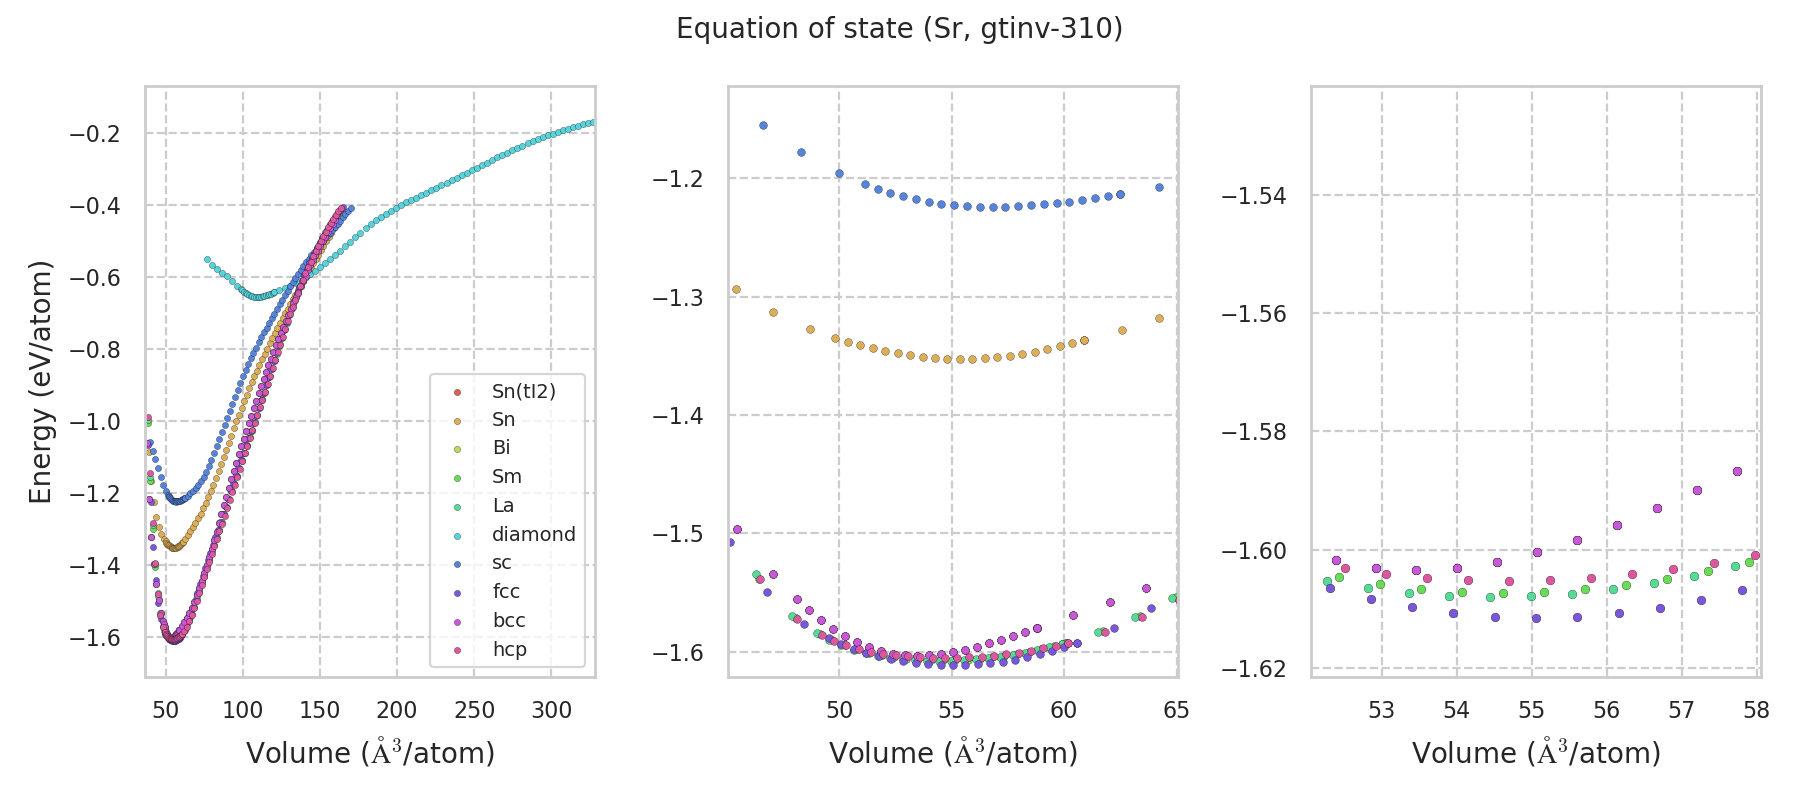 Equation of state (Sr, gtinv-310)
Energy (eV/atom)
−0.2
−0.4
−0.6
−0.8
−1.0
−1.2
−1.4
−1.6
50 100 150 200 250 300
Volume (Å³/atom)
Sn(tI2)
Sn
Bi
Sm
La
diamond
sc
fcc
bcc
hcp
−1.2
−1.3
−1.4
−1.5
−1.6
50 55 60 65
Volume (Å³/atom)
−1.54
−1.56
−1.58
−1.60
−1.62
53 54 55 56 57 58
Volume (Å³/atom)